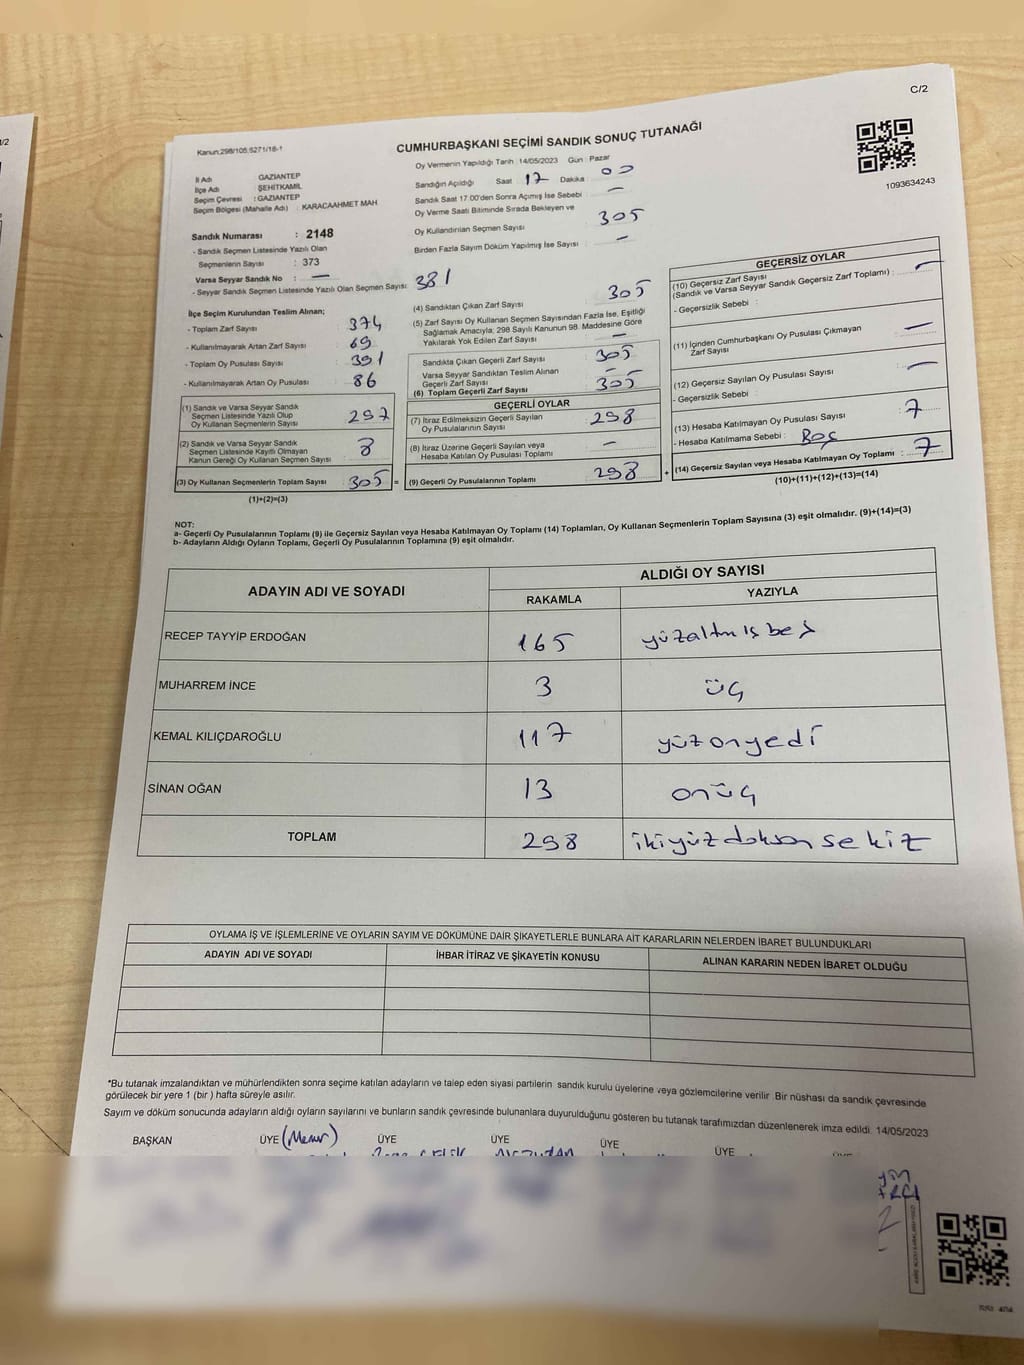 C/2
Kanun:298/105,6271/18-1
CUMHURBAŞKANI SEÇİMİ SANDIK SONUÇ TUTANAĞI
1093634243
İl Adı GAZİANTEP
İlçe Adı : ŞEHİTKAMİL
Seçim Çevresi : GAZİANTEP
Seçim Bölgesi (Mahalle Adı) : KARACAAHMET MAH
Sandık Numarası : 2148
- Sandık Seçmen Listesinde Yazılı Olan
Seçmenlerin Sayısı : 373
Varsa Seyyar Sandık No : —
- Seyyar Sandık Seçmen Listesinde Yazılı Olan Seçmen Sayısı: 381
Oy Vermenin Yapıldığı Tarih : 14/05/2023 Gün : Pazar
Sandığın Açıldığı Saat : 17 Dakika : 00
Sandık Saat 17.00'den Sonra Açımış İse Sebebi : —
Oy Verme Saati Bitiminde Sırada Bekleyen ve
Oy Kullandırılan Seçmen Sayısı : 305
Birden Fazla Sayım Döküm Yapılmış İse Sayısı : —
İlçe Seçim Kurulundan Teslim Alınan;
- Toplam Zarf Sayısı : 374
- Kullanılmayarak Artan Zarf Sayısı : 69
- Toplam Oy Pusulası Sayısı : 391
- Kullanılmayarak Artan Oy Pusulası : 86
(1) Sandık ve Varsa Seyyar Sandık
Seçmen Listesinde Yazılı Olup
Oy Kullanan Seçmenlerin Sayısı : 297
(2) Sandık ve Varsa Seyyar Sandık
Seçmen Listesinde Kayıtlı Olmayan
Kanun Gereği Oy Kullanan Seçmen Sayısı : 8
(3) Oy Kullanan Seçmenlerin Toplam Sayısı : 305
(1)+(2)=(3)
(4) Sandıktan Çıkan Zarf Sayısı : 305
(5) Zarf Sayısı Oy Kullanan Seçmen Sayısından Fazla İse, Eşitliği
Sağlamak Amacıyla; 298 Sayılı Kanunun 98. Maddesine Göre
Yakılarak Yok Edilen Zarf Sayısı : —
Sandıkta Çıkan Geçerli Zarf Sayısı : 305
Varsa Seyyar Sandıktan Teslim Alınan
Geçerli Zarf Sayısı : —
(6) Toplam Geçerli Zarf Sayısı : 305
GEÇERLİ OYLAR
(7) İtiraz Edilmeksizin Geçerli Sayılan
Oy Pusulalarının Sayısı : 298
(8) İtiraz Üzerine Geçerli Sayılan veya
Hesaba Katılan Oy Pusulası Toplamı : —
(9) Geçerli Oy Pusulalarının Toplamı : 298
GEÇERSİZ OYLAR
(10) Geçersiz Zarf Sayısı
(Sandık ve Varsa Seyyar Sandık Geçersiz Zarf Toplamı) : —
- Geçersizlik Sebebi :
(11) İçinden Cumhurbaşkanı Oy Pusulası Çıkmayan
Zarf Sayısı : —
(12) Geçersiz Sayılan Oy Pusulası Sayısı : —
- Geçersizlik Sebebi :
(13) Hesaba Katılmayan Oy Pusulası Sayısı : 7
- Hesaba Katılmama Sebebi : Boş
(14) Geçersiz Sayılan veya Hesaba Katılmayan Oy Toplamı : 7
(10)+(11)+(12)+(13)=(14)
NOT:
a- Geçerli Oy Pusulalarının Toplamı (9) ile Geçersiz Sayılan veya Hesaba Katılmayan Oy Toplamı (14) Toplamları, Oy Kullanan Seçmenlerin Toplam Sayısına (3) eşit olmalıdır. (9)+(14)=(3)
b- Adayların Aldığı Oyların Toplamı, Geçerli Oy Pusulalarının Toplamına (9) eşit olmalıdır.
ADAYIN ADI VE SOYADI ALDIĞI OY SAYISI
RAKAMLA YAZIYLA
RECEP TAYYİP ERDOĞAN 165 yüzaltmışbeş
MUHARREM İNCE 3 üç
KEMAL KILIÇDAROĞLU 117 yüzonyedi
SİNAN OĞAN 13 onüç
TOPLAM 298 ikiyüzdoksansekiz
OYLAMA İŞ VE İŞLEMLERİNE VE OYLARIN SAYIM VE DÖKÜMÜNE DAİR ŞİKAYETLERLE BUNLARA AİT KARARLARIN NELERDEN İBARET BULUNDUKLARI
ADAYIN ADI VE SOYADI İHBAR İTİRAZ VE ŞİKAYETİN KONUSU ALINAN KARARIN NEDEN İBARET OLDUĞU
*Bu tutanak imzalandıktan ve mühürlendikten sonra seçime katılan adayların ve talep eden siyasi partilerin sandık kurulu üyelerine veya gözlemcilerine verilir. Bir nüshası da sandık çevresinde
görülecek bir yere 1 (bir ) hafta süreyle asılır.
Sayım ve döküm sonucunda adayların aldığı oyların sayılarını ve bunların sandık çevresinde bulunanlara duyurulduğunu gösteren bu tutanak tarafımızdan düzenlenerek imza edildi. 14/05/2023
BAŞKAN ÜYE (Memur) ÜYE ÜYE ÜYE ÜYE